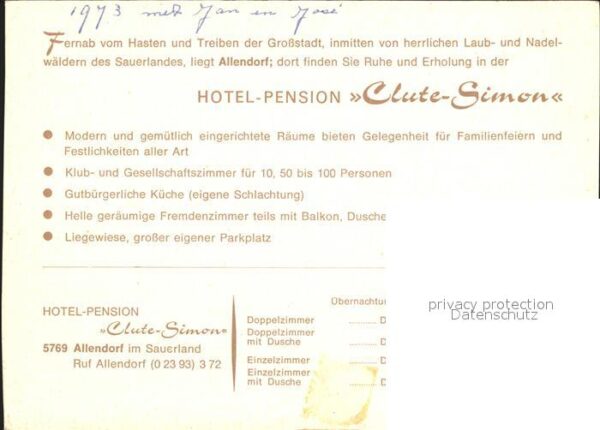 1973 met Jan en José
Fernab vom Hasten und Treiben der Großstadt, inmitten von herrlichen Laub- und Nadel-
wäldern des Sauerlandes, liegt Allendorf; dort finden Sie Ruhe und Erholung in der
HOTEL-PENSION »Clute-Simon«
● Modern und gemütlich eingerichtete Räume bieten Gelegenheit für Familienfeiern und
Festlichkeiten aller Art
● Klub- und Gesellschaftszimmer für 10, 50 bis 100 Personen
● Gutbürgerliche Küche (eigene Schlachtung)
● Helle geräumige Fremdenzimmer teils mit Balkon, Dusche
● Liegewiese, großer eigener Parkplatz
HOTEL-PENSION
»Clute-Simon«
5769 Allendorf im Sauerland
Ruf Allendorf (0 23 93) 3 72
Übernachtun
Doppelzimmer ........ D
Doppelzimmer
mit Dusche ........ D
Einzelzimmer ........ D
Einzelzimmer
mit Dusche ........ D
privacy protection
Datenschutz